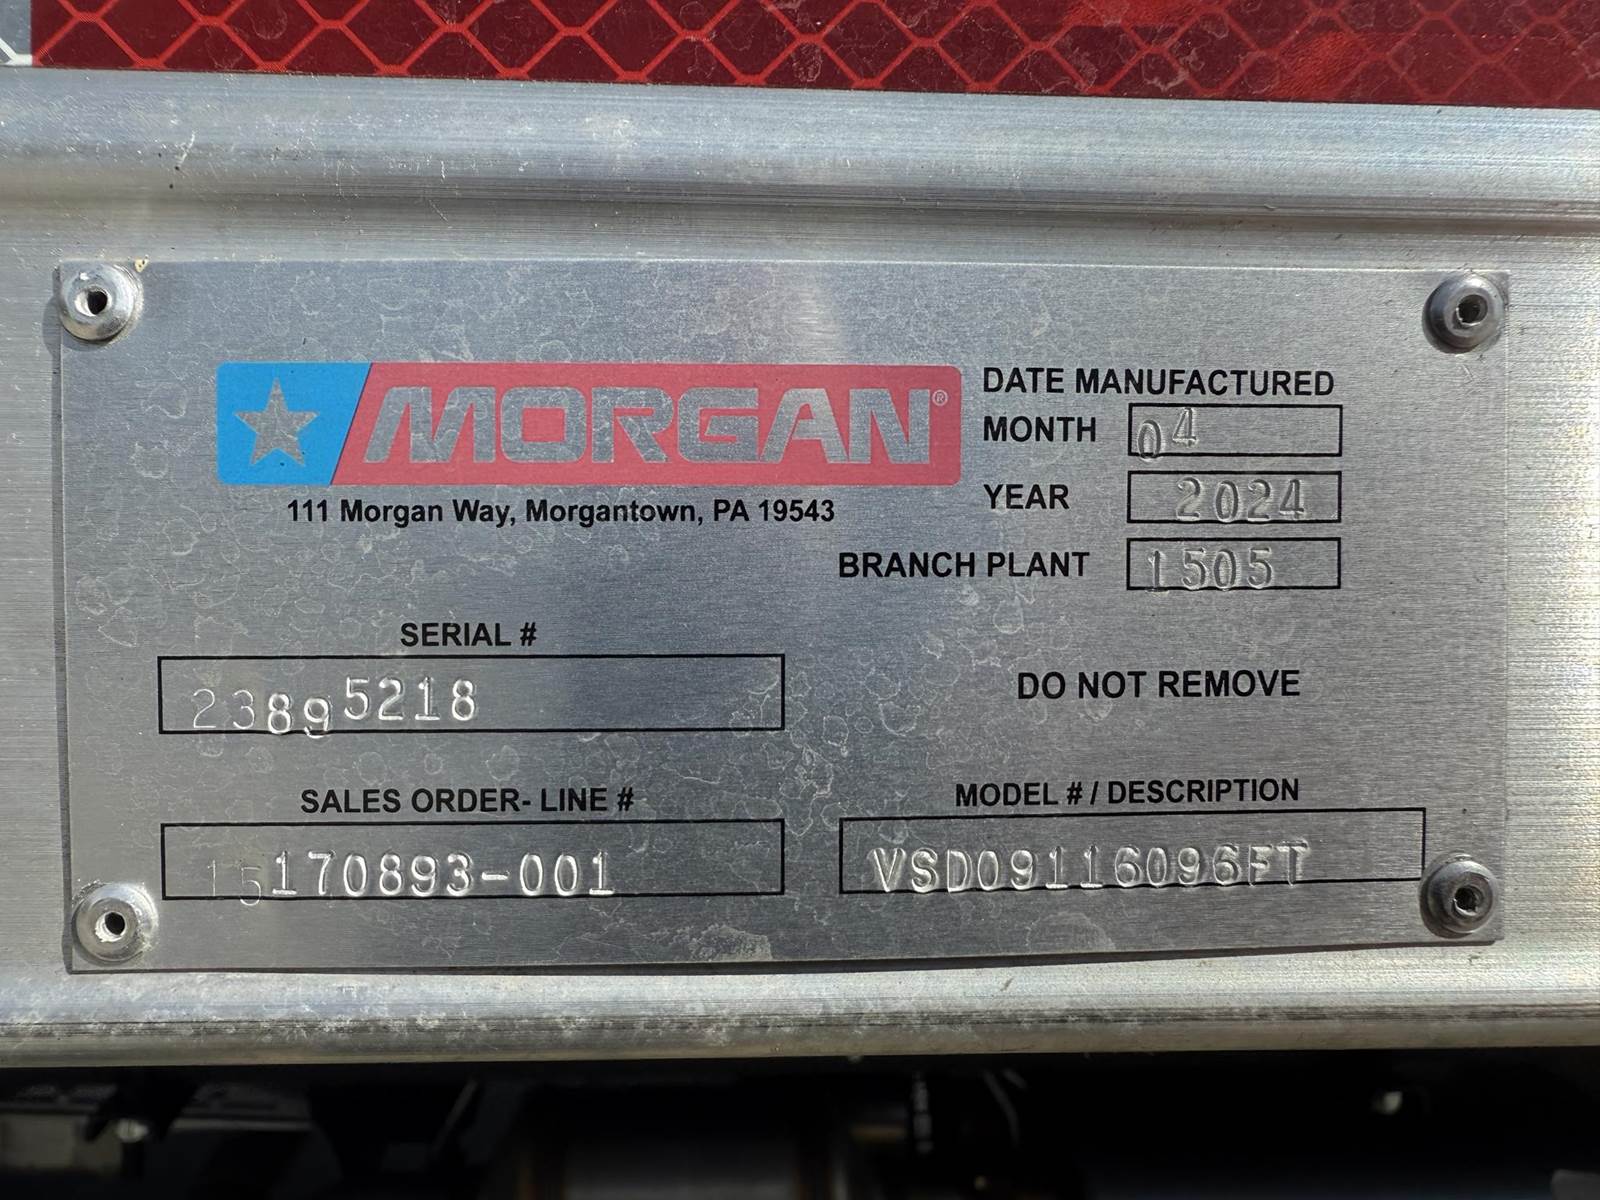 MORGAN®
111 Morgan Way, Morgantown, PA 19543
DATE MANUFACTURED
MONTH 04
YEAR 2024
BRANCH PLANT 1505
SERIAL #
23895218
DO NOT REMOVE
SALES ORDER- LINE #
15170893-001
MODEL # / DESCRIPTION
VSD09116096FT